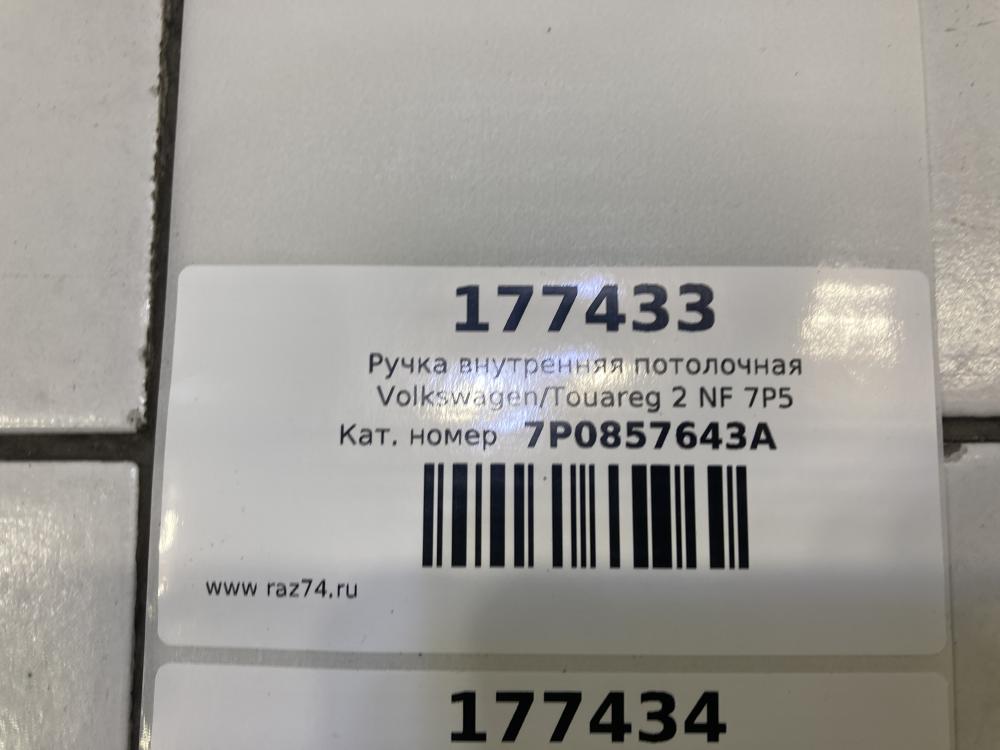 177433
Ручка внутренняя потолочная
Volkswagen/Touareg 2 NF 7P5
Кат. номер 7P0857643A
www raz74.ru
177434